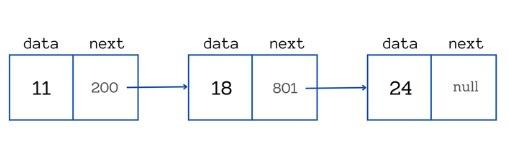 data next data next data next
11 200 18 801 24 null